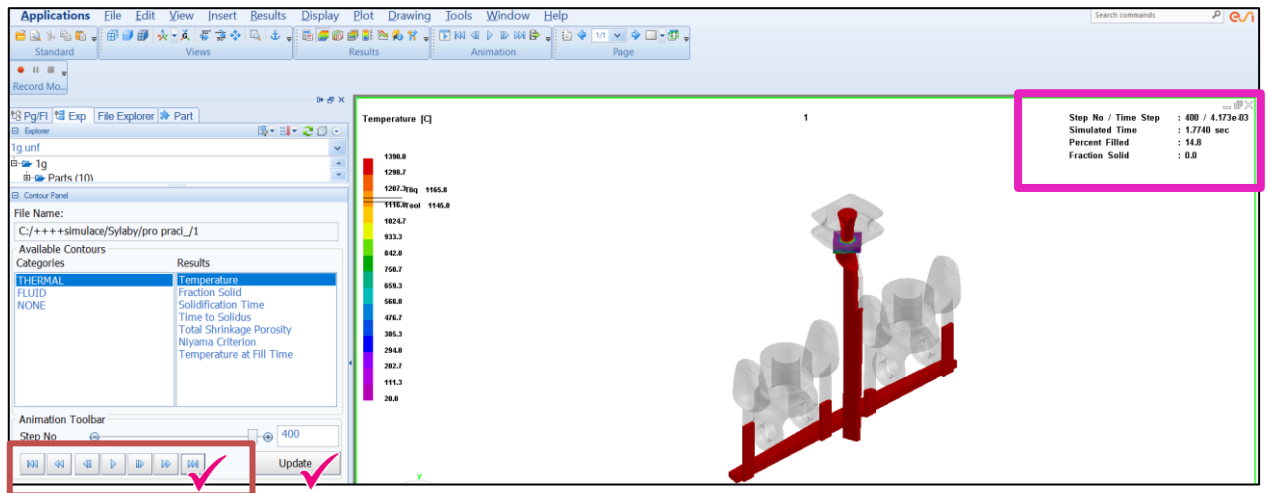 Applications File Edit View Insert Results Display Plot Drawing Tools Window Help
Search commands
esi
1/1
Standard Views Results Animation Page
Record Mo...
Pg/Fl Exp File Explorer Part
Explorer
1g.unf
1g
Parts (10)
Contour Panel
File Name:
C:/++++simulace/Sylaby/pro praci_/1
Available Contours
Categories Results
THERMAL Temperature
FLUID Fraction Solid
NONE Solidification Time
Time to Solidus
Total Shrinkage Porosity
Niyama Criterion
Temperature at Fill Time
Animation Toolbar
Step No 400
Update
Temperature [C] 1
Step No / Time Step : 400 / 4.173e-03
Simulated Time : 1.7740 sec
Percent Filled : 14.8
Fraction Solid : 0.0
1390.0
1298.7
1207.3 Tliq 1165.8
1116.0 Tsol 1145.0
1024.7
933.3
842.0
750.7
659.3
568.0
476.7
385.3
294.0
202.7
111.3
20.0
Y